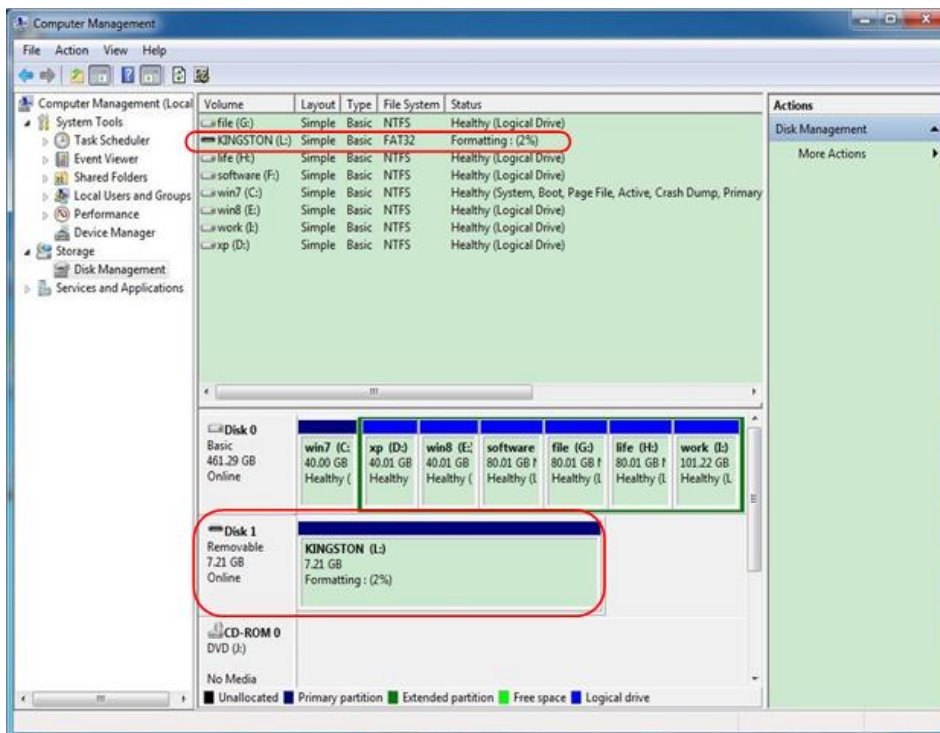 Computer Management
File Action View Help
Computer Management (Local
System Tools
Task Scheduler
Event Viewer
Shared Folders
Local Users and Groups
Performance
Device Manager
Storage
Disk Management
Services and Applications
Volume Layout Type File System Status
file (G:) Simple Basic NTFS Healthy (Logical Drive)
KINGSTON (L:) Simple Basic FAT32 Formatting : (2%)
life (H:) Simple Basic NTFS Healthy (Logical Drive)
software (F:) Simple Basic NTFS Healthy (Logical Drive)
win7 (C:) Simple Basic NTFS Healthy (System, Boot, Page File, Active, Crash Dump, Primary
win8 (E:) Simple Basic NTFS Healthy (Logical Drive)
work (I:) Simple Basic NTFS Healthy (Logical Drive)
xp (D:) Simple Basic NTFS Healthy (Logical Drive)
Actions
Disk Management
More Actions
Disk 0
Basic
461.29 GB
Online
win7 (C:
40.00 GB
Healthy (
xp (D:)
40.01 GB
Healthy
win8 (E:
40.01 GB
Healthy (
software
80.01 GB
Healthy (L
file (G:)
80.01 GB
Healthy (L
life (H:)
80.01 GB
Healthy (L
work (I:)
101.22 GB
Healthy (L
Disk 1
Removable
7.21 GB
Online
KINGSTON (L:)
7.21 GB
Formatting : (2%)
CD-ROM 0
DVD (J:)
No Media
Unallocated Primary partition Extended partition Free space Logical drive